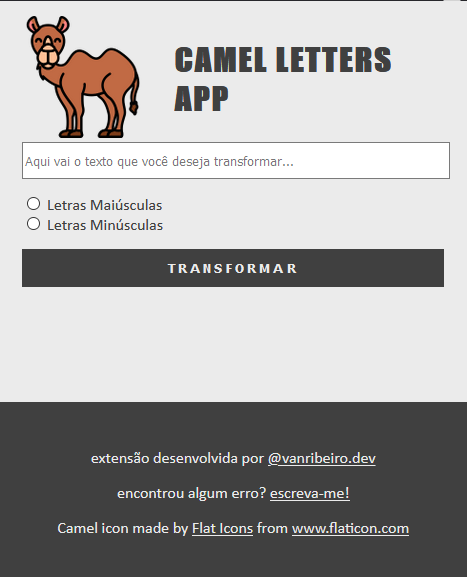 CAMEL LETTERS
APP
Aqui vai o texto que você deseja transformar...
Letras Maiúsculas
Letras Minúsculas
TRANSFORMAR
extensão desenvolvida por @vanribeiro.dev
encontrou algum erro? escreva-me!
Camel icon made by Flat Icons from www.flaticon.com